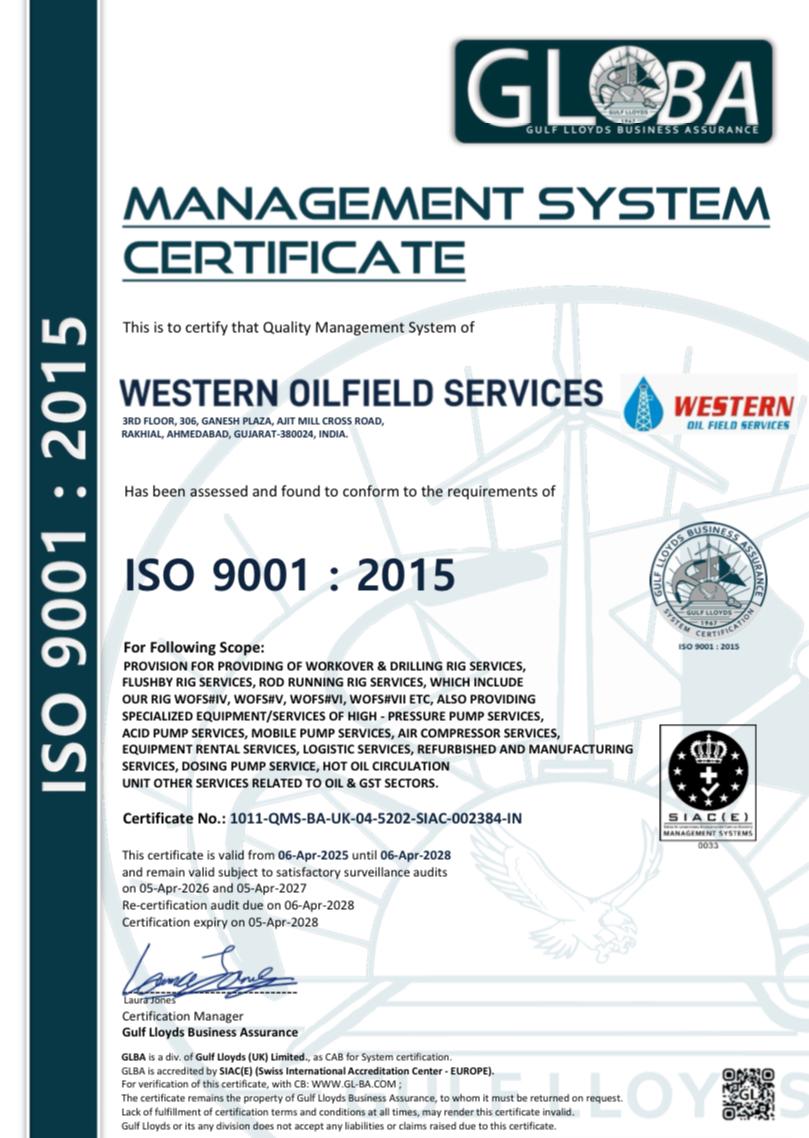 GLOBA
GULF LLOYDS BUSINESS ASSURANCE
MANAGEMENT SYSTEM
CERTIFICATE
ISO 9001 : 2015
This is to certify that Quality Management System of
WESTERN OILFIELD SERVICES
3RD FLOOR, 306, GANESH PLAZA, AJIT MILL CROSS ROAD,
RAKHIAL, AHMEDABAD, GUJARAT-380024, INDIA.
WESTERN
OIL FIELD SERVICES
Has been assessed and found to conform to the requirements of
ISO 9001 : 2015
GULF LLOYDS BUSINESS ASSURANCE
GULF LLOYDS
1967
SYSTEM CERTIFICATION
ISO 9001 : 2015
For Following Scope:
PROVISION FOR PROVIDING OF WORKOVER & DRILLING RIG SERVICES,
FLUSHBY RIG SERVICES, ROD RUNNING RIG SERVICES, WHICH INCLUDE
OUR RIG WOFS#IV, WOFS#V, WOFS#VI, WOFS#VII ETC, ALSO PROVIDING
SPECIALIZED EQUIPMENT/SERVICES OF HIGH - PRESSURE PUMP SERVICES,
ACID PUMP SERVICES, MOBILE PUMP SERVICES, AIR COMPRESSOR SERVICES,
EQUIPMENT RENTAL SERVICES, LOGISTIC SERVICES, REFURBISHED AND MANUFACTURING
SERVICES, DOSING PUMP SERVICE, HOT OIL CIRCULATION
UNIT OTHER SERVICES RELATED TO OIL & GST SECTORS.
SIAC(E)
MANAGEMENT SYSTEMS
0033
Certificate No.: 1011-QMS-BA-UK-04-5202-SIAC-002384-IN
This certificate is valid from 06-Apr-2025 until 06-Apr-2028
and remain valid subject to satisfactory surveillance audits
on 05-Apr-2026 and 05-Apr-2027
Re-certification audit due on 06-Apr-2028
Certification expiry on 05-Apr-2028
Laura Jones
Certification Manager
Gulf Lloyds Business Assurance
GLBA is a div. of Gulf Lloyds (UK) Limited., as CAB for System certification.
GLBA is accredited by SIAC(E) (Swiss International Accreditation Center - EUROPE).
For verification of this certificate, with CB: WWW.GL-BA.COM ;
The certificate remains the property of Gulf Lloyds Business Assurance, to whom it must be returned on request.
Lack of fulfillment of certification terms and conditions at all times, may render this certificate invalid.
Gulf Lloyds or its any division does not accept any liabilities or claims raised due to this certificate.
GL